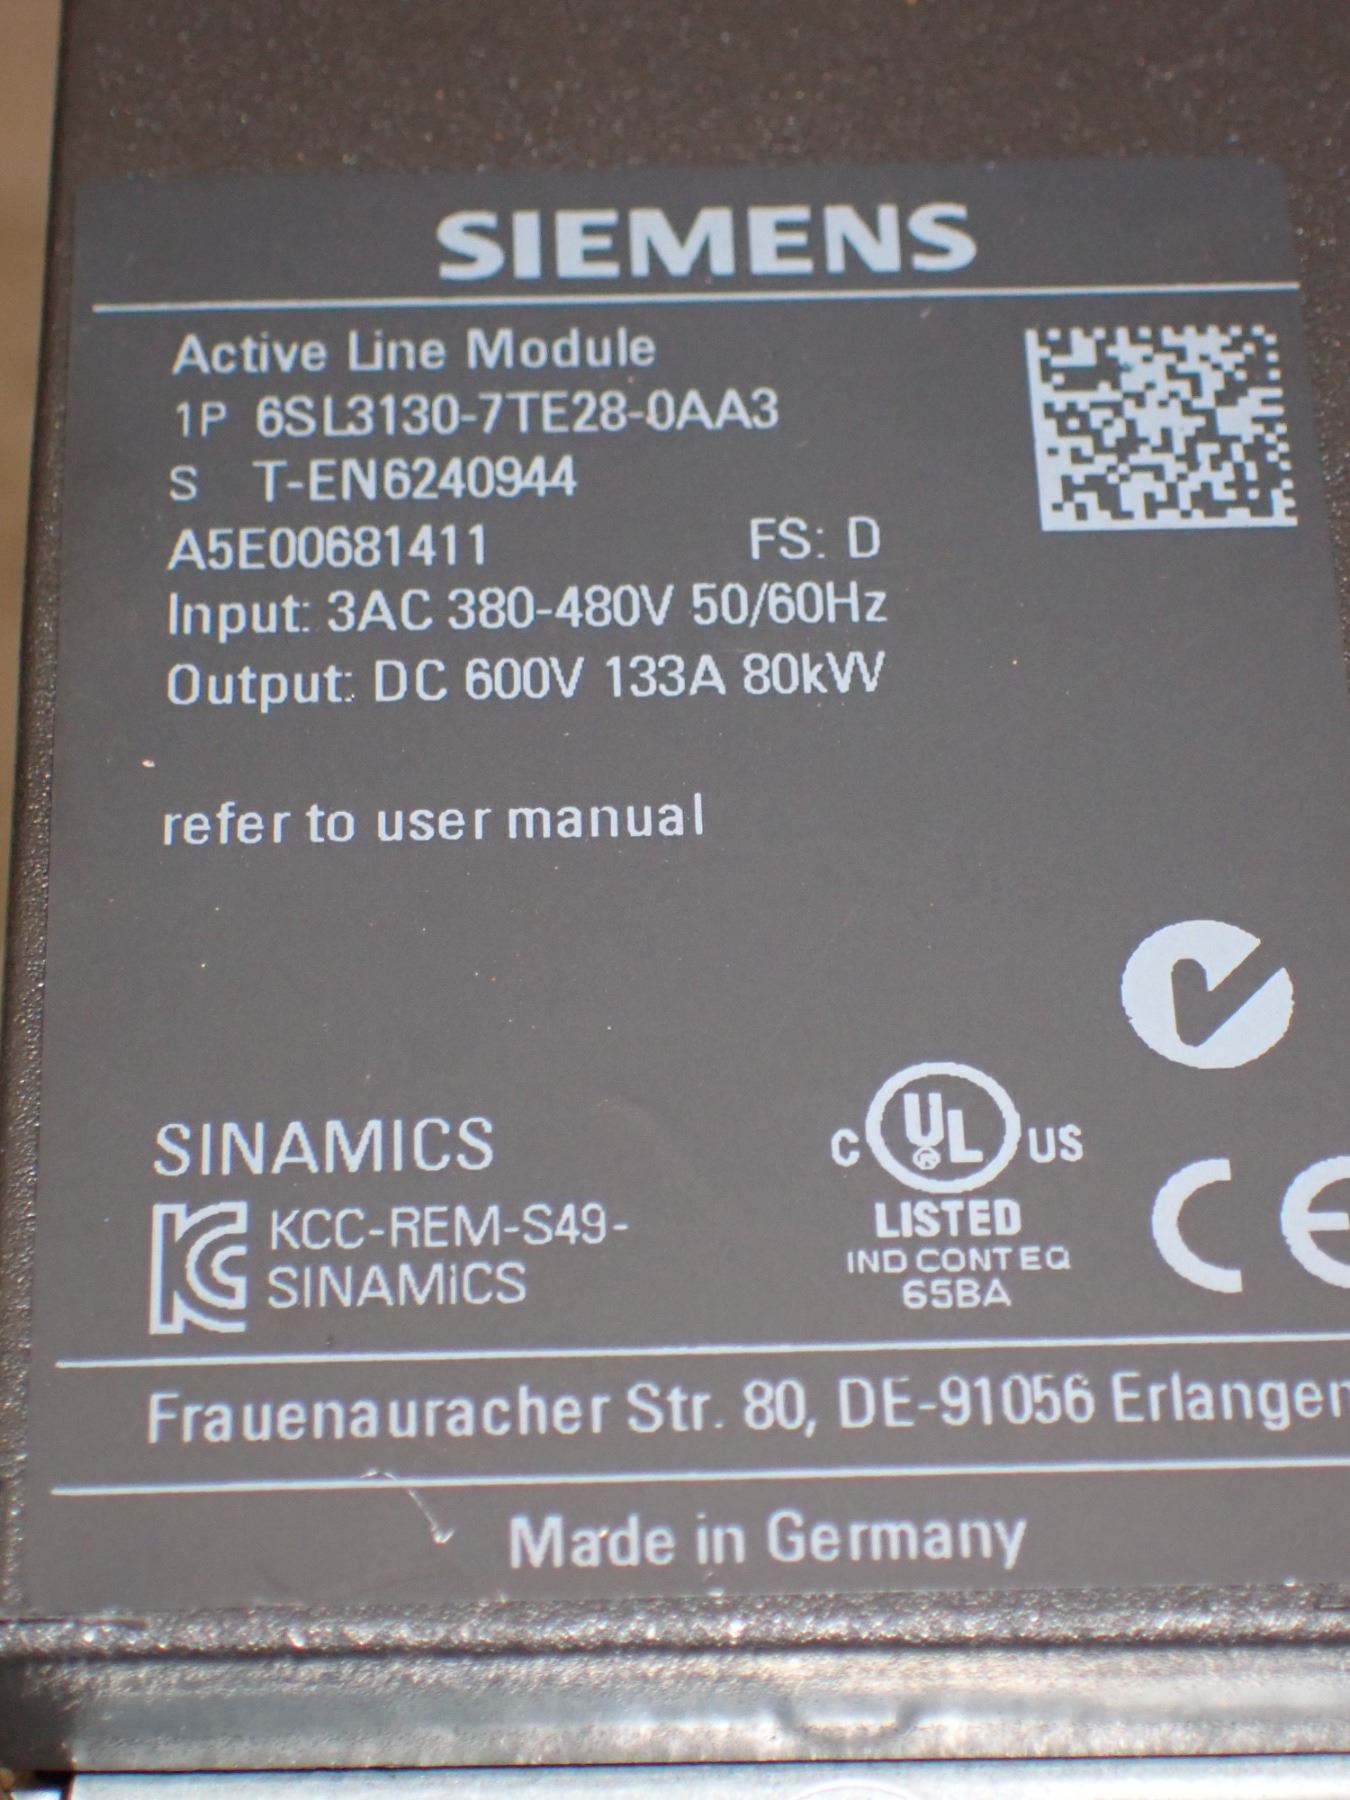 SIEMENS
Active Line Module
1P 6SL3130-7TE28-0AA3
S T-EN6240944
A5E00681411 FS: D
Input: 3AC 380-480V 50/60Hz
Output: DC 600V 133A 80kW
refer to user manual
SINAMICS
KCC-REM-S49-
SINAMICS
C UL US
LISTED
IND CONT EQ
65BA
CE
Frauenauracher Str. 80, DE-91056 Erlangen
Made in Germany